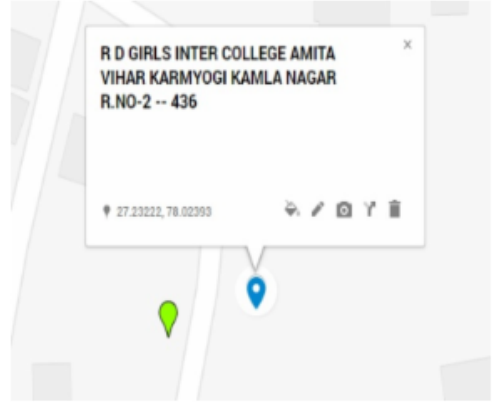 R D GIRLS INTER COLLEGE AMITA
VIHAR KARMYOGI KAMLA NAGAR
R.NO-2 -- 436
27.23222, 78.02393